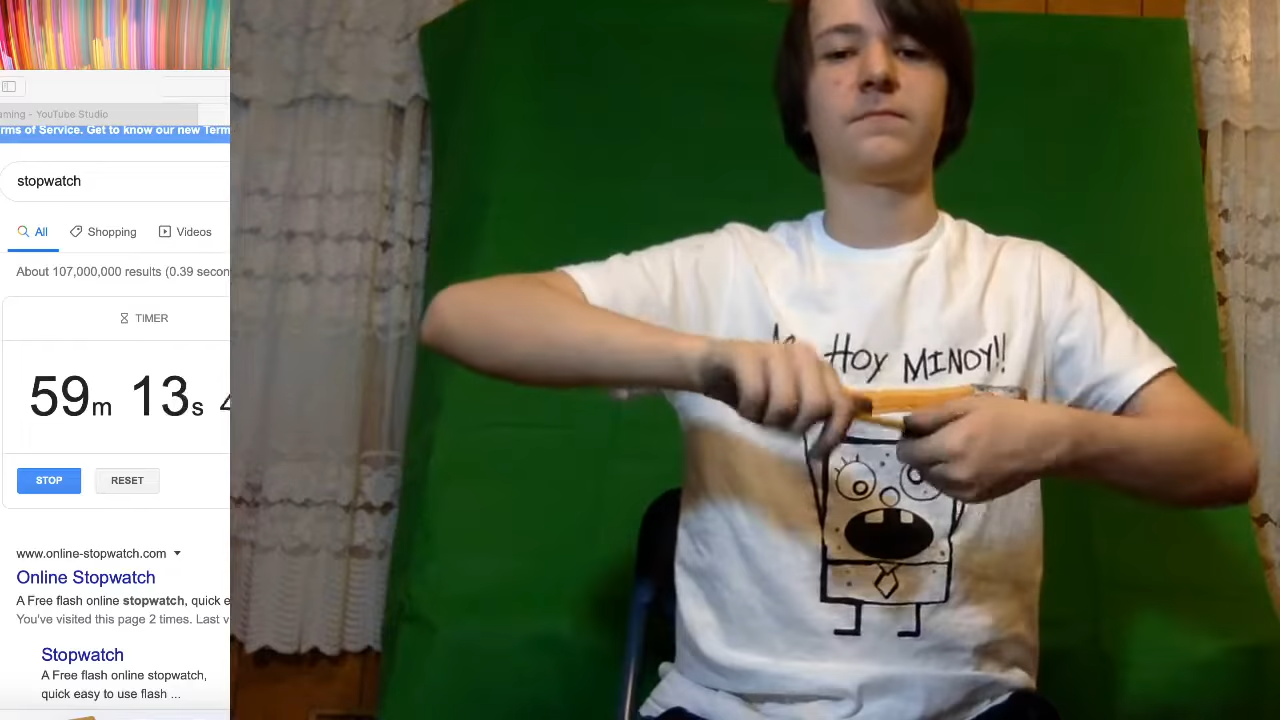 aming - YouTube Studio
rms of Service. Get to know our new Term
stopwatch
All Shopping Videos
About 107,000,000 results (0.39 secon
TIMER
59m 13s 4
STOP RESET
www.online-stopwatch.com
Online Stopwatch
A Free flash online stopwatch, quick e
You've visited this page 2 times. Last v
Stopwatch
A Free flash online stopwatch,
quick easy to use flash ...
HOY MINOY!!